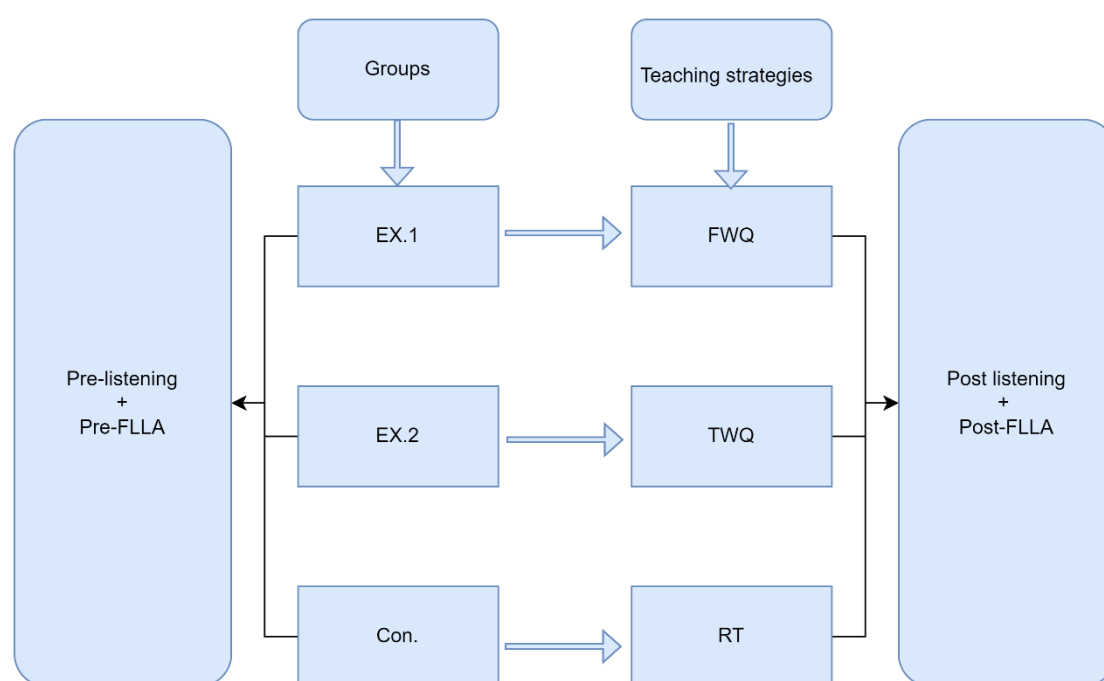 Groups
Teaching strategies
EX.1
FWQ
Pre-listening
+
Pre-FLLA
EX.2
TWQ
Post listening
+
Post-FLLA
Con.
RT